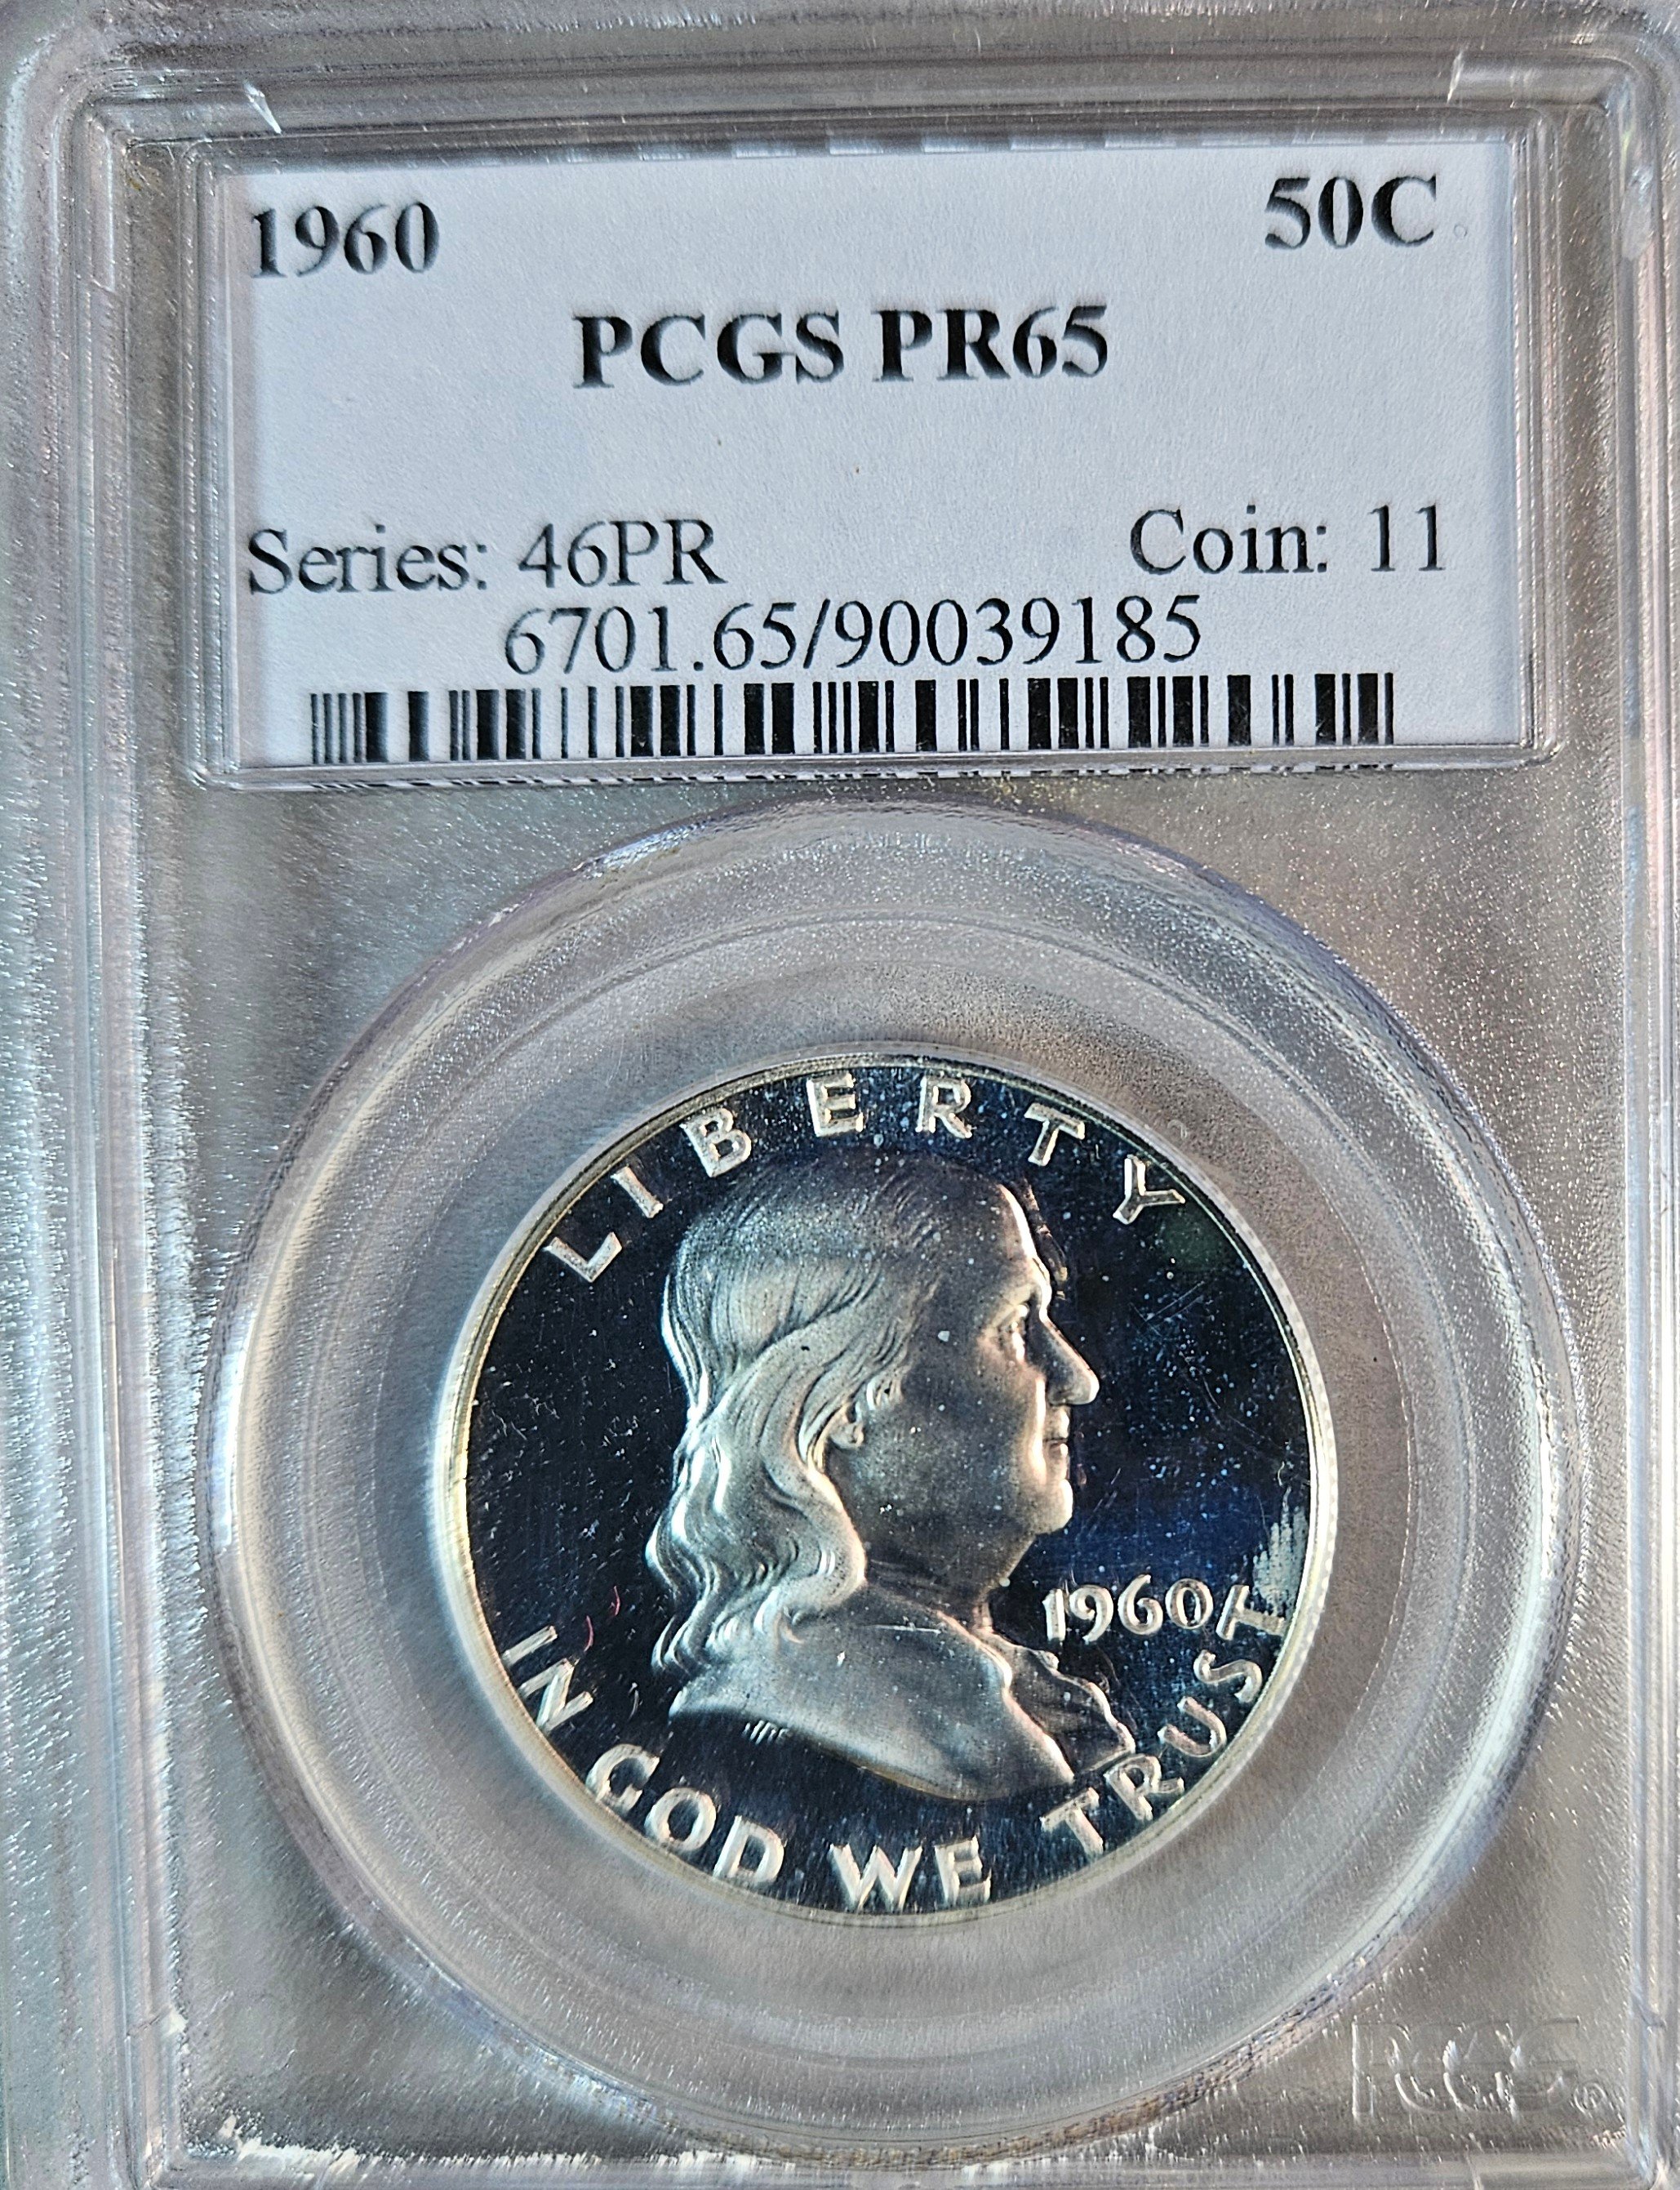 1960 50C
PCGS PR65
Series: 46PR Coin: 11
6701.65/90039185
LIBERTY
1960
IN GOD WE TRUST
PCGS®